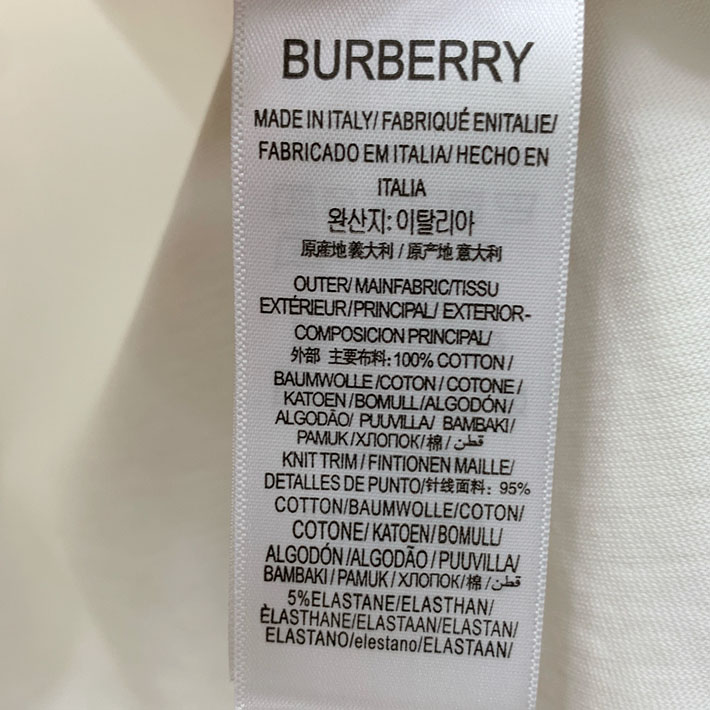 BURBERRY
MADE IN ITALY/ FABRIQUÉ ENITALIE/
FABRICADO EM ITALIA/ HECHO EN
ITALIA
완산지: 이탈리아
原産地義大利 / 原产地 意大利
OUTER/ MAINFABRIC/TISSU
EXTÉRIEUR/PRINCIPAL/ EXTERIOR-
COMPOSICION PRINCIPAL/
外部 主要布料: 100% COTTON /
BAUMWOLLE /COTON / COTONE /
KATOEN / BOMULL/ALGODÓN /
ALGODÃO/ PUUVILLA/ BAMBAKI/
PAMUK /ХЛОПОК/ 棉 / قطن /
KNIT TRIM / FINTIONEN MAILLE/
DETALLES DE PUNTO/针线面料: 95%
COTTON/BAUMWOLLE/COTON/
COTONE/ KATOEN/ BOMULL/
ALGODÓN /ALGODÃO / PUUVILLA/
BAMBAKI / PAMUK / ХЛОПОК/ 棉 / قطن /
5%ELASTANE/ELASTHAN/
ÈLASTHANE/ELASTAAN/ELASTAN/
ELASTANO/elestano/ELASTAAN/